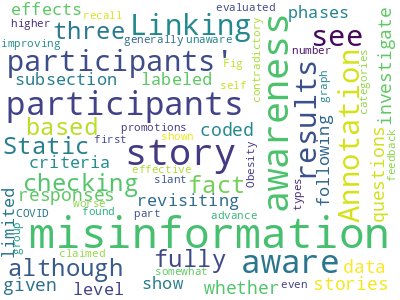 effects
higher
evaluated
recall
phases
improving
generally
unaware
contradictory
number
graph
categories
investigate
three
Linking
see
participants'
subsection
labeled
Fig
self
participants
awareness
results
Annotation
based
coded
promotions
first
shown
following
questions
feedback
Static
story
criteria
effective
Obesity
types
checking
fact
slant
responses
revisiting
advance
limited
group
COVID
worse
found
part
even
misinformation
claimed
somewhat
although
fully
aware
data
given
level
show
whether
stories